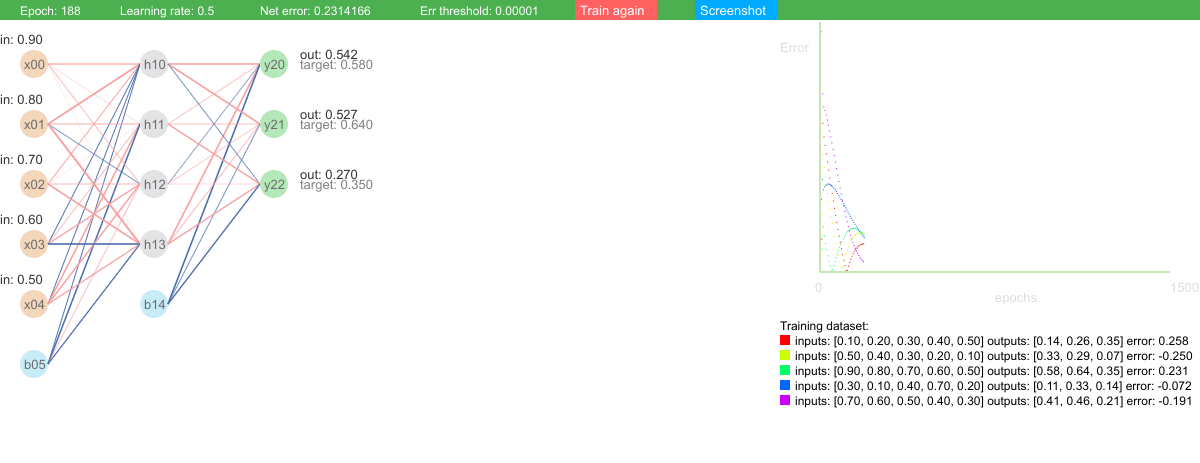 Epoch: 188 Learning rate: 0.5 Net error: 0.2314166 Err threshold: 0.00001 Train again Screenshot
in: 0.90
x00 h10 y20
out: 0.542
target: 0.580
in: 0.80
x01 h11 y21
out: 0.527
target: 0.640
in: 0.70
x02 h12 y22
out: 0.270
target: 0.350
in: 0.60
x03 h13
in: 0.50
x04 b14
b05
Error
0 1500
epochs
Training dataset:
inputs: [0.10, 0.20, 0.30, 0.40, 0.50] outputs: [0.14, 0.26, 0.35] error: 0.258
inputs: [0.50, 0.40, 0.30, 0.20, 0.10] outputs: [0.33, 0.29, 0.07] error: -0.250
inputs: [0.90, 0.80, 0.70, 0.60, 0.50] outputs: [0.58, 0.64, 0.35] error: 0.231
inputs: [0.30, 0.10, 0.40, 0.70, 0.20] outputs: [0.11, 0.33, 0.14] error: -0.072
inputs: [0.70, 0.60, 0.50, 0.40, 0.30] outputs: [0.41, 0.46, 0.21] error: -0.191